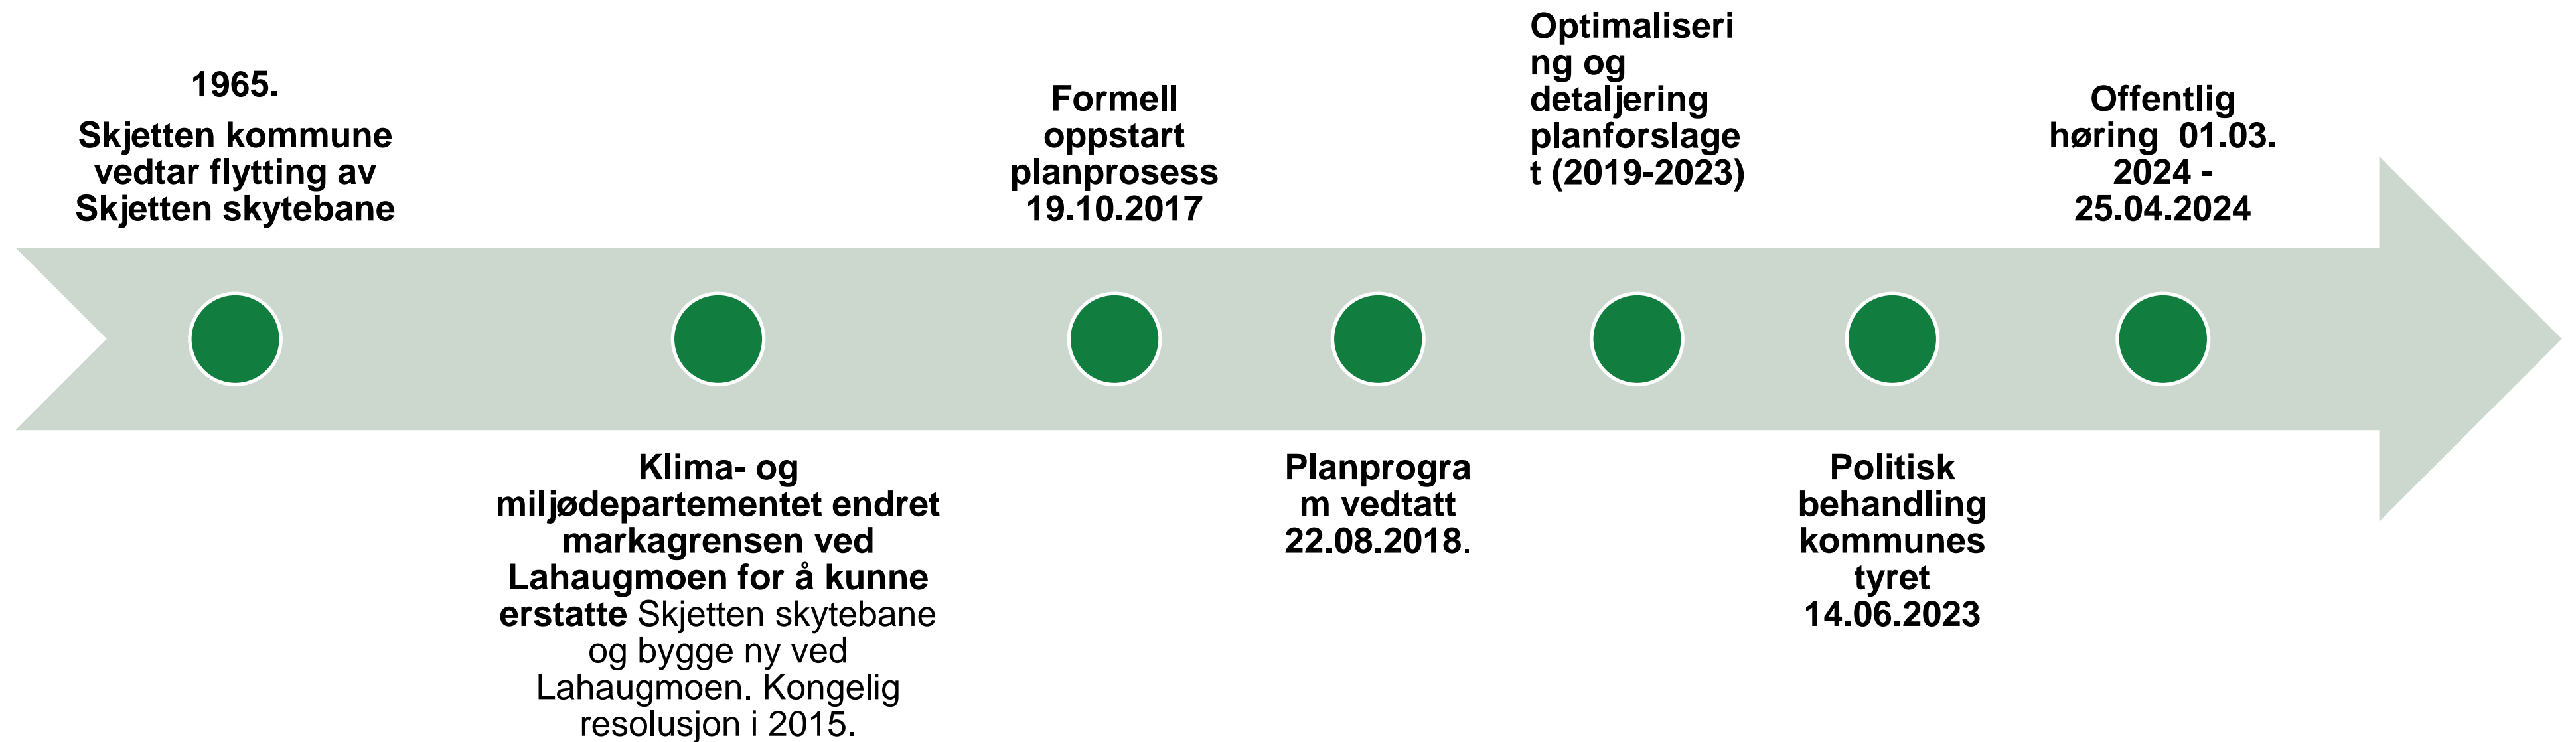 1965.
Skjetten kommune
vedtar flytting av
Skjetten skytebane
Klima- og
miljødepartementet endret
markagrensen ved
Lahaugmoen for å kunne
erstatte Skjetten skytebane
og bygge ny ved
Lahaugmoen. Kongelig
resolusjon i 2015.
Formell
oppstart
planprosess
19.10.2017
Planprogra
m vedtatt
22.08.2018.
Optimaliseri
ng og
detaljering
planforslage
t (2019-2023)
Politisk
behandling
kommunes
tyret
14.06.2023
Offentlig
høring 01.03.
2024 -
25.04.2024